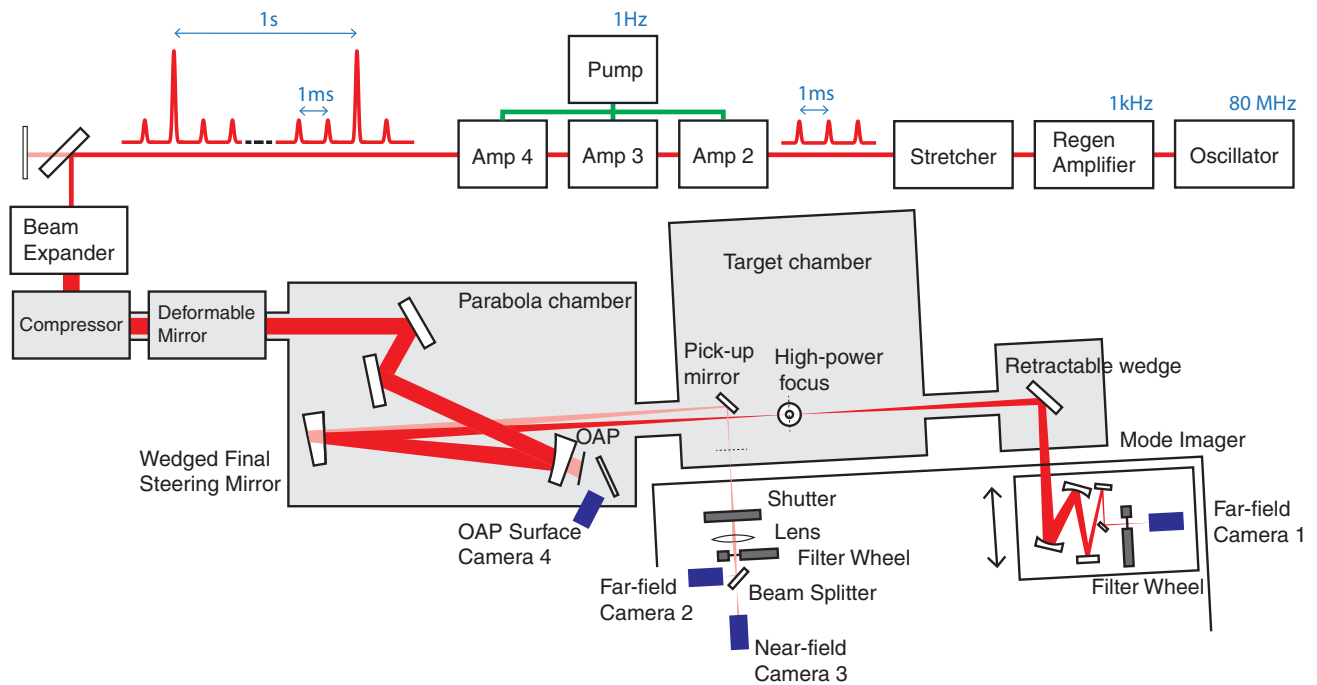 1s
1Hz
Pump
1ms
1ms
1kHz
80 MHz
Amp 4
Amp 3
Amp 2
Stretcher
Regen
Amplifier
Oscillator
Beam
Expander
Compressor
Deformable
Mirror
Parabola chamber
Target chamber
Pick-up
mirror
High-power
focus
Retractable wedge
OAP
Wedged Final
Steering Mirror
OAP Surface
Camera 4
Mode Imager
Shutter
Lens
Filter Wheel
Far-field
Camera 2
Beam Splitter
Near-field
Camera 3
Far-field
Camera 1
Filter Wheel